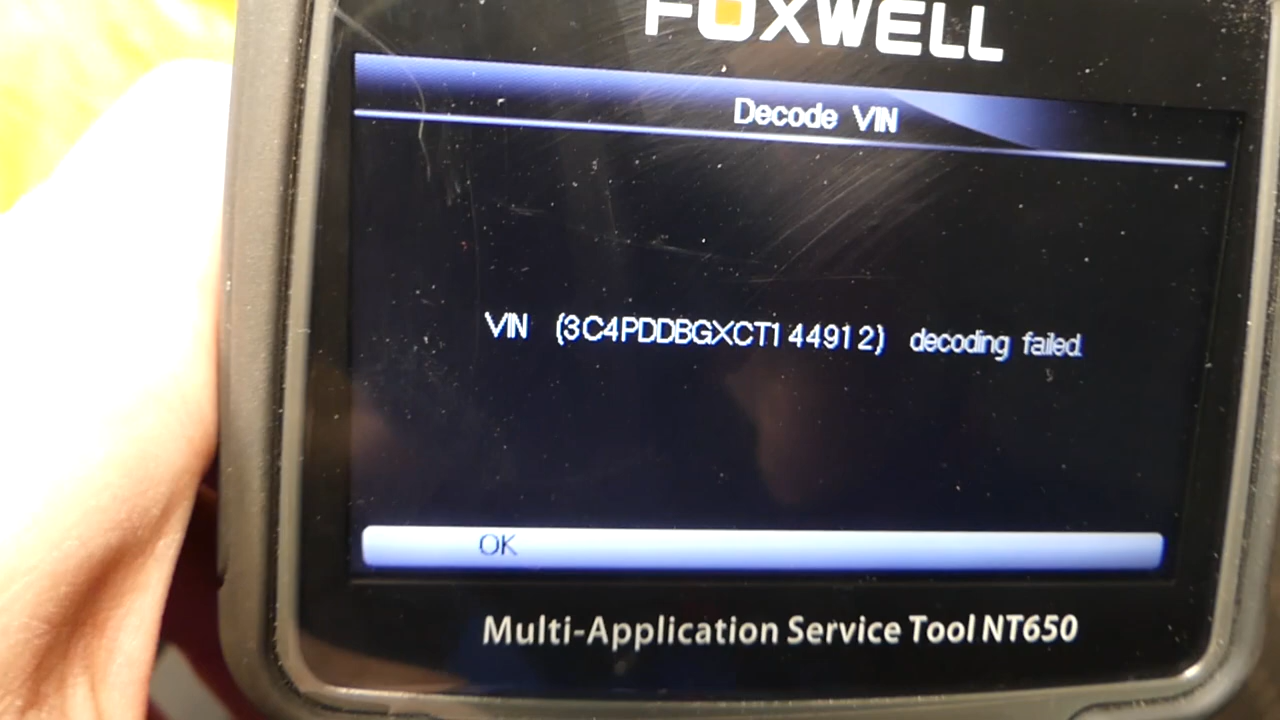 FOXWELL
Decode VIN
VIN (3C4PDDBGXCT144912) decoding failed.
OK
Multi-Application Service Tool NT650